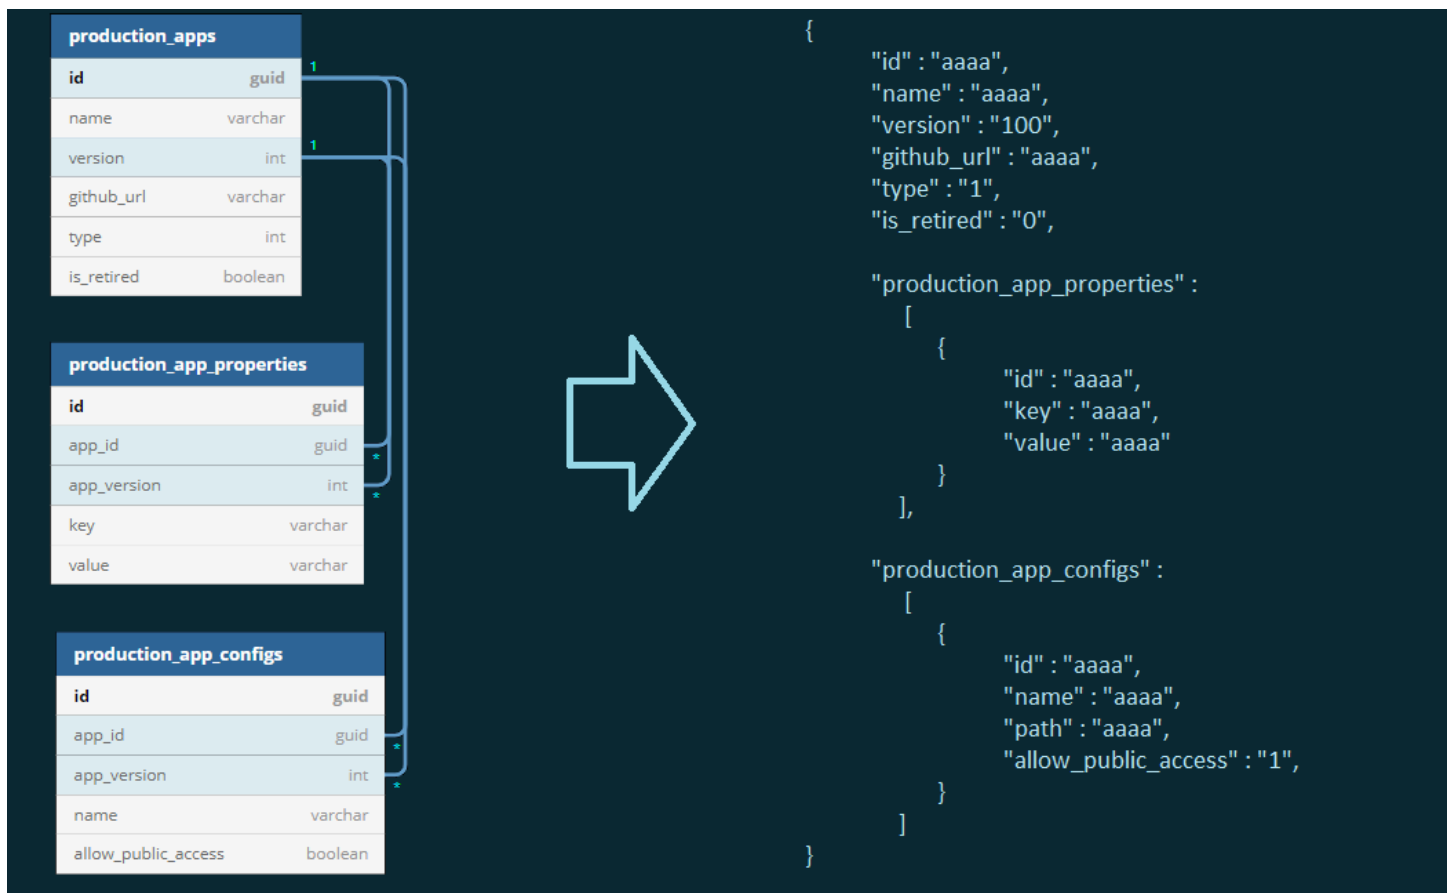 production_apps
id guid
1
name varchar
version int
1
github_url varchar
type int
is_retired boolean
production_app_properties
id guid
app_id guid
*
app_version int
*
key varchar
value varchar
production_app_configs
id guid
app_id guid
*
app_version int
*
name varchar
allow_public_access boolean
{
"id" : "aaaa",
"name" : "aaaa",
"version" : "100",
"github_url" : "aaaa",
"type" : "1",
"is_retired" : "0",
"production_app_properties" :
[
{
"id" : "aaaa",
"key" : "aaaa",
"value" : "aaaa"
}
],
"production_app_configs" :
[
{
"id" : "aaaa",
"name" : "aaaa",
"path" : "aaaa",
"allow_public_access" : "1",
}
]
}